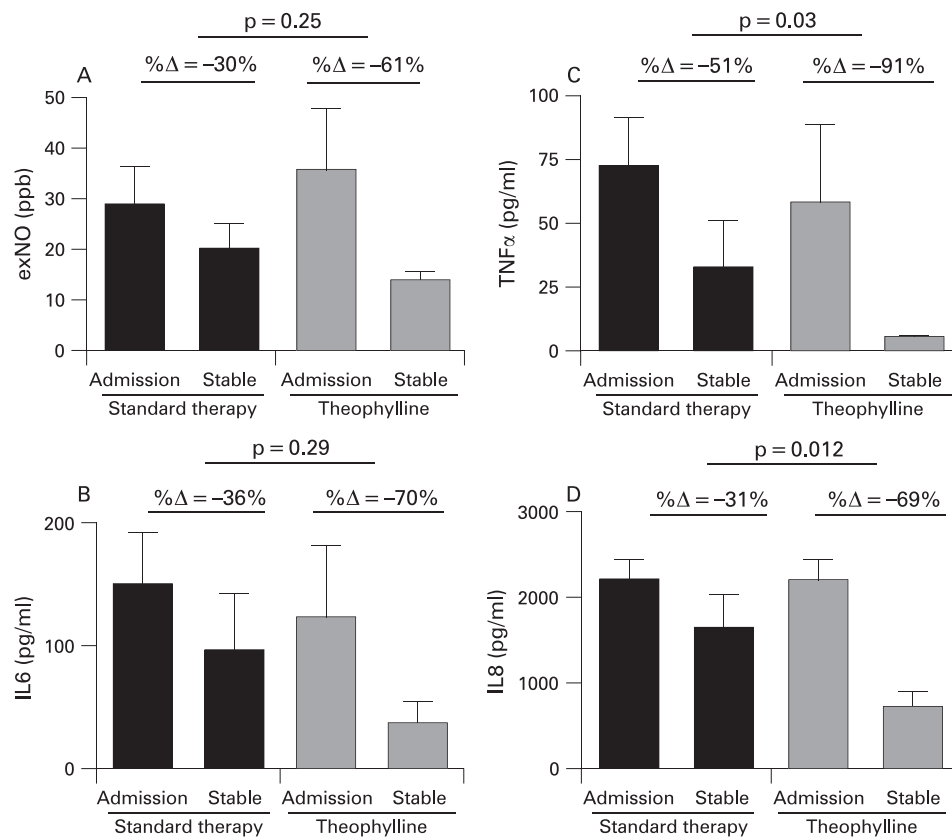 p = 0.25
%Δ = –30%
%Δ = –61%
A
50
40
30
20
10
0
exNO (ppb)
Admission
Stable
Admission
Stable
Standard therapy
Theophylline
p = 0.03
%Δ = –51%
%Δ = –91%
C
100
75
50
25
0
TNFα (pg/ml)
Admission
Stable
Admission
Stable
Standard therapy
Theophylline
p = 0.29
%Δ = –36%
%Δ = –70%
B
200
100
0
IL6 (pg/ml)
Admission
Stable
Admission
Stable
Standard therapy
Theophylline
p = 0.012
%Δ = –31%
%Δ = –69%
D
3000
2000
1000
0
IL8 (pg/ml)
Admission
Stable
Admission
Stable
Standard therapy
Theophylline